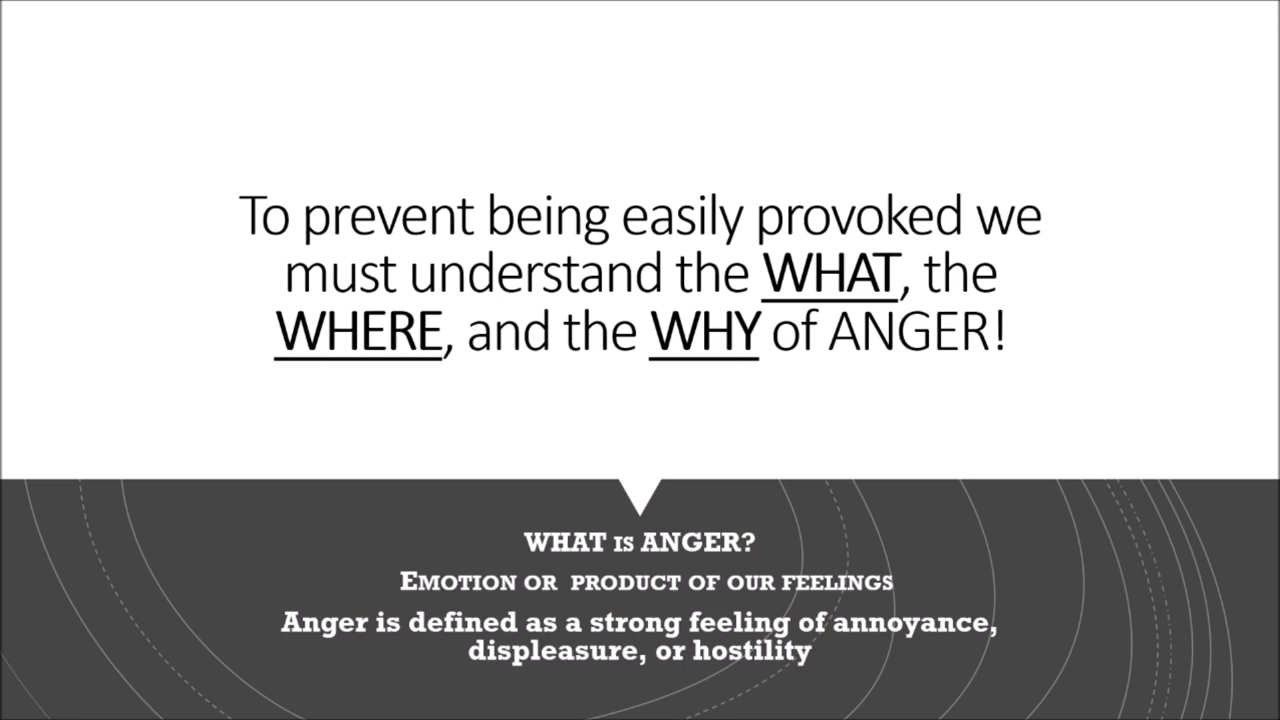 To prevent being easily provoked we
must understand the WHAT, the
WHERE, and the WHY of ANGER!
WHAT IS ANGER?
EMOTION OR PRODUCT OF OUR FEELINGS
Anger is defined as a strong feeling of annoyance,
displeasure, or hostility